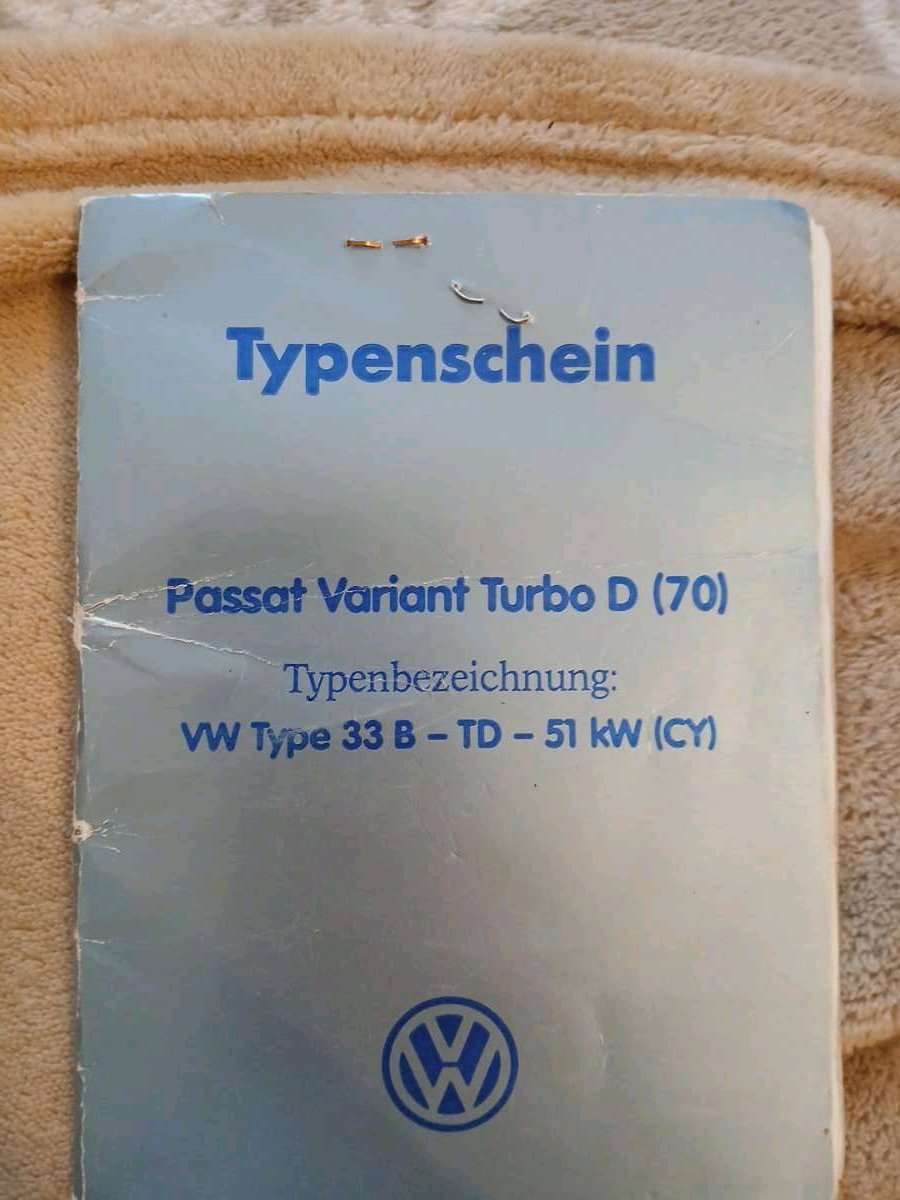 Typenschein
Passat Variant Turbo D (70)
Typenbezeichnung:
VW Type 33 B – TD – 51 kW (CY)
VW